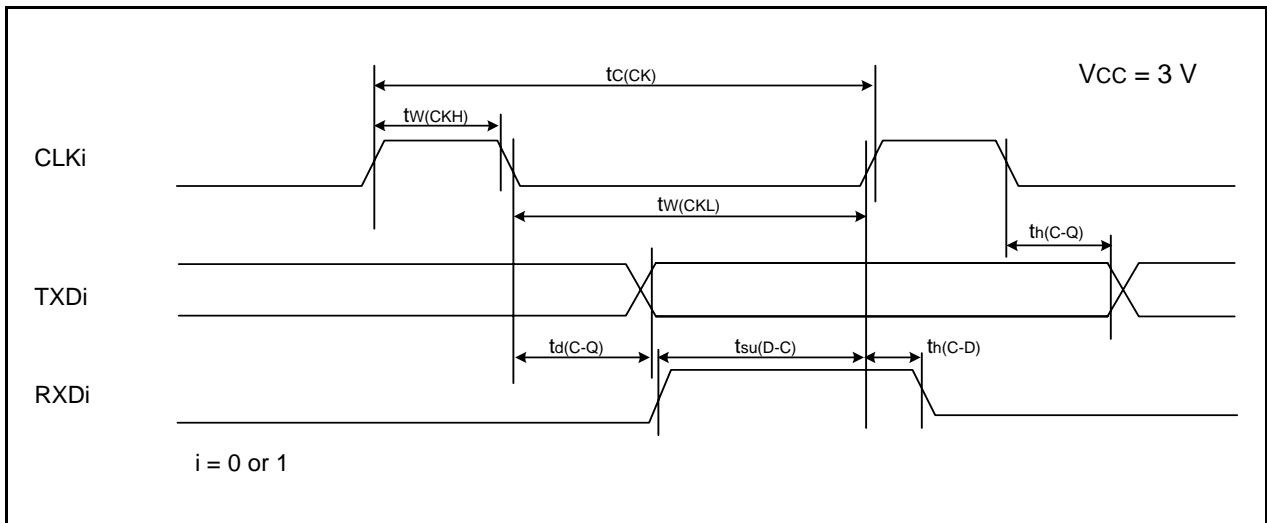 tC(CK)
VCC = 3 V
tW(CKH)
CLKi
tW(CKL)
th(C-Q)
TXDi
td(C-Q)
tsu(D-C)
th(C-D)
RXDi
i = 0 or 1